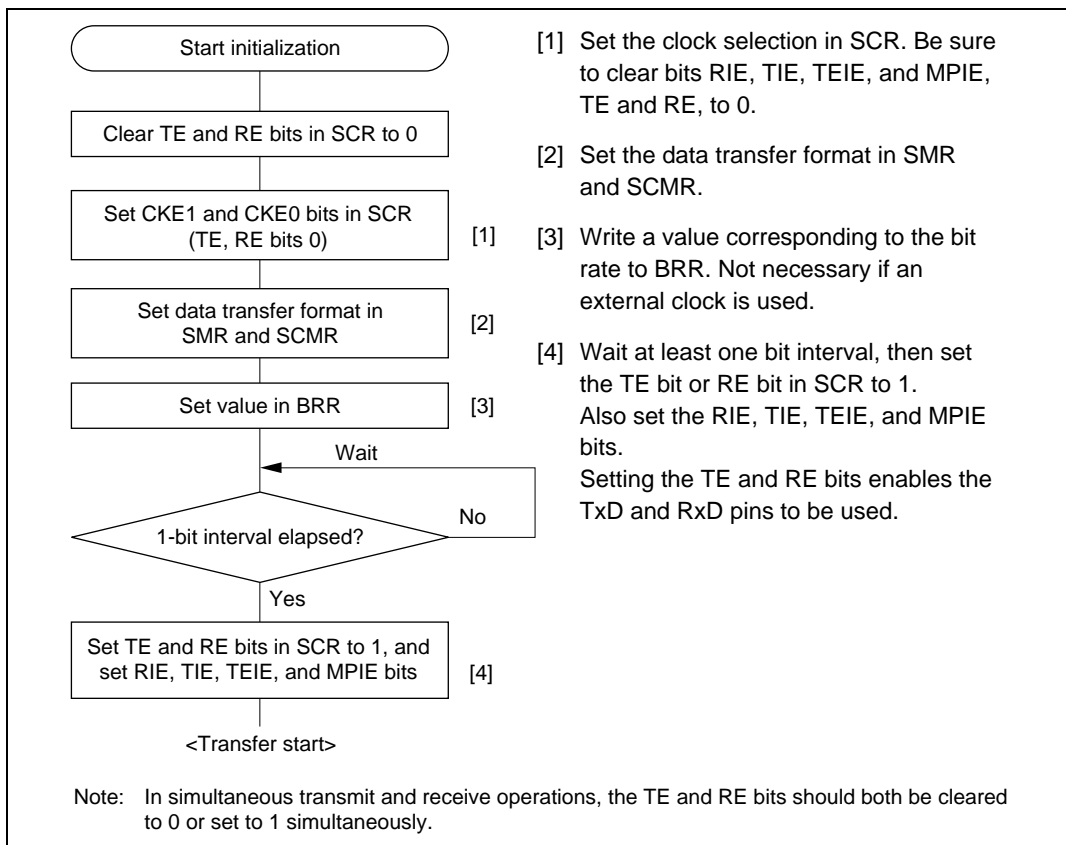 Start initialization
Clear TE and RE bits in SCR to 0
Set CKE1 and CKE0 bits in SCR
(TE, RE bits 0)
[1]
Set data transfer format in
SMR and SCMR
[2]
Set value in BRR
[3]
Wait
1-bit interval elapsed?
No
Yes
Set TE and RE bits in SCR to 1, and
set RIE, TIE, TEIE, and MPIE bits
[4]
<Transfer start>
[1] Set the clock selection in SCR. Be sure
to clear bits RIE, TIE, TEIE, and MPIE,
TE and RE, to 0.
[2] Set the data transfer format in SMR
and SCMR.
[3] Write a value corresponding to the bit
rate to BRR. Not necessary if an
external clock is used.
[4] Wait at least one bit interval, then set
the TE bit or RE bit in SCR to 1.
Also set the RIE, TIE, TEIE, and MPIE
bits.
Setting the TE and RE bits enables the
TxD and RxD pins to be used.
Note: In simultaneous transmit and receive operations, the TE and RE bits should both be cleared
to 0 or set to 1 simultaneously.